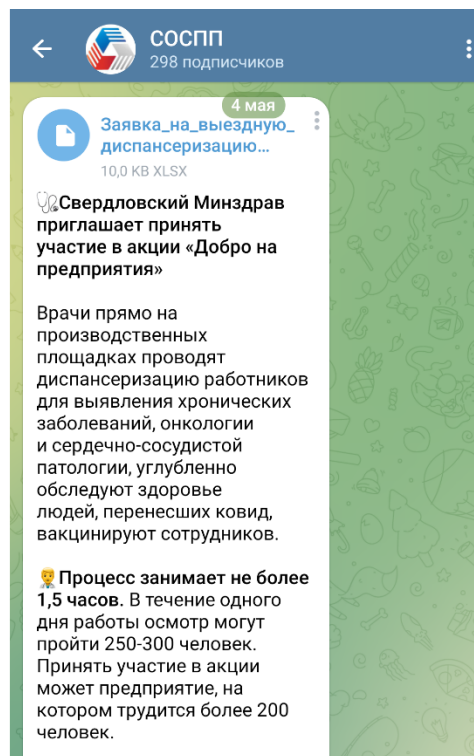 СОСПП
298 подписчиков
4 мая
Заявка_на_выездную_
диспансеризацию...
10,0 KB XLSX
Свердловский Минздрав
приглашает принять
участие в акции «Добро на
предприятия»
Врачи прямо на
производственных
площадках проводят
диспансеризацию работников
для выявления хронических
заболеваний, онкологии
и сердечно-сосудистой
патологии, углубленно
обследуют здоровье
людей, перенесших ковид,
вакцинируют сотрудников.
Процесс занимает не более
1,5 часов. В течение одного
дня работы осмотр могут
пройти 250-300 человек.
Принять участие в акции
может предприятие, на
котором трудится более 200
человек.